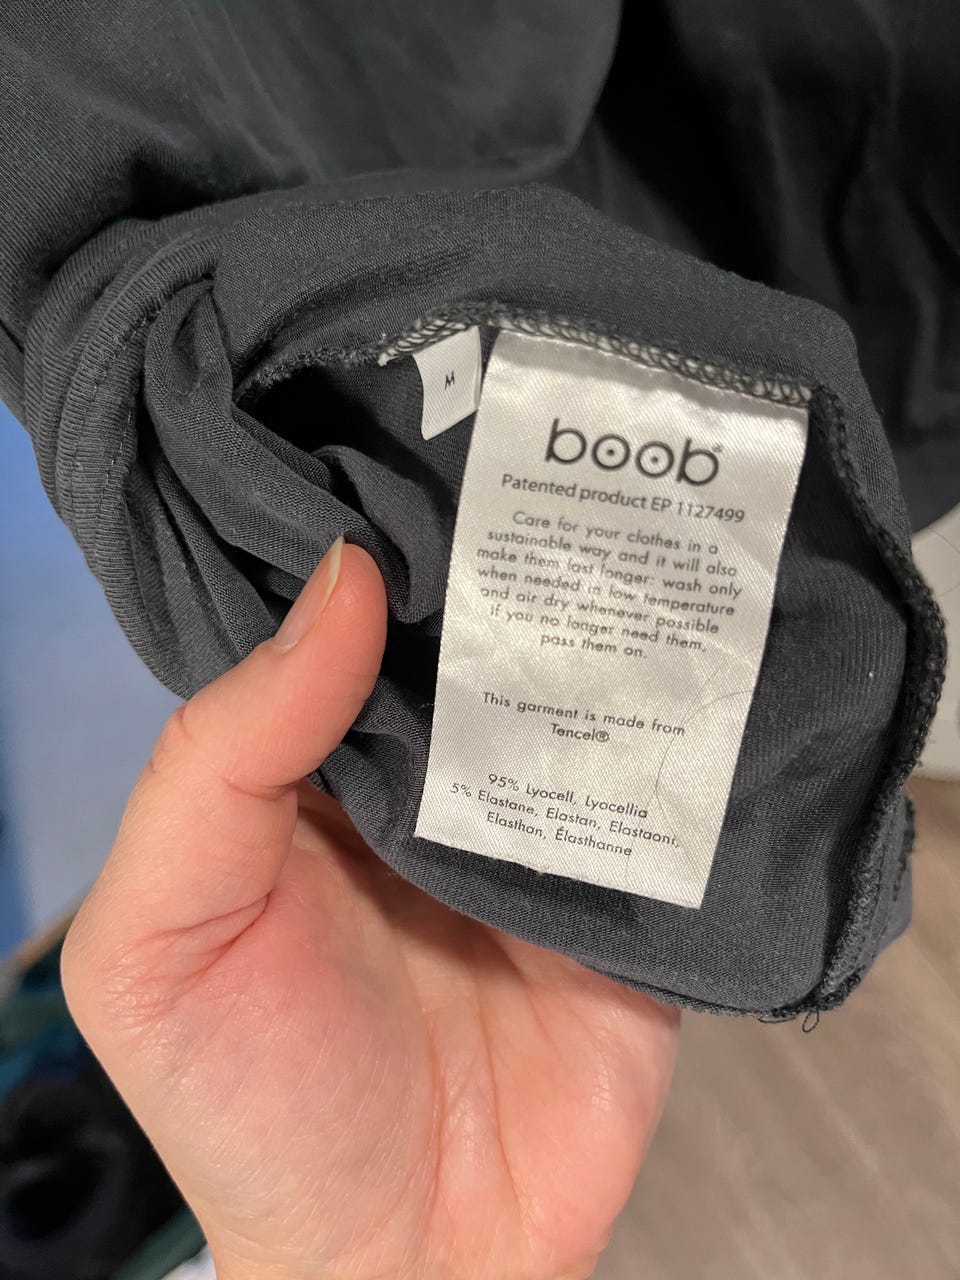 M
boob®
Patented product EP 1127499
Care for your clothes in a
sustainable way and it will also
make them last longer: wash only
when needed in low temperature
and air dry whenever possible
if you no longer need them,
pass them on.
This garment is made from
Tencel®
95% Lyocell, Lyocellia
5% Elastane, Elastan, Elastaoni,
Elasthan, Élasthanne